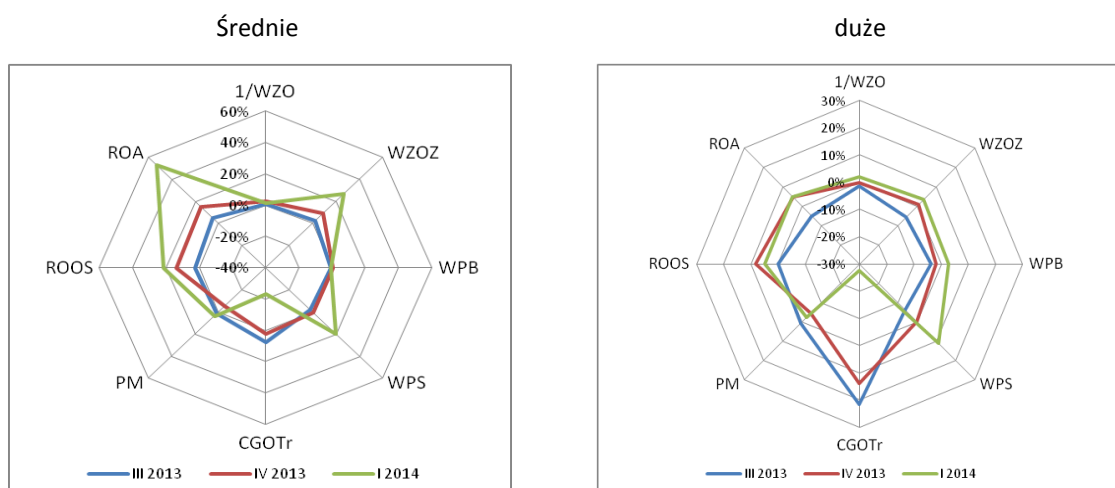 Średnie
1/WZO
60%
40%
20%
0%
-20%
-40%
WZOZ
WPB
WPS
CGOTr
PM
ROOS
ROA
III 2013 IV 2013 I 2014
duże
1/WZO
30%
20%
10%
0%
-10%
-20%
-30%
WZOZ
WPB
WPS
CGOTr
PM
ROOS
ROA
III 2013 IV 2013 I 2014